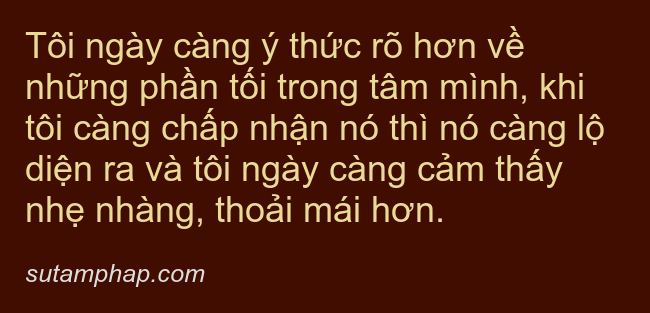 Tôi ngày càng ý thức rõ hơn về
những phần tối trong tâm mình, khi
tôi càng chấp nhận nó thì nó càng lộ
diện ra và tôi ngày càng cảm thấy
nhẹ nhàng, thoải mái hơn.
sutamphap.com